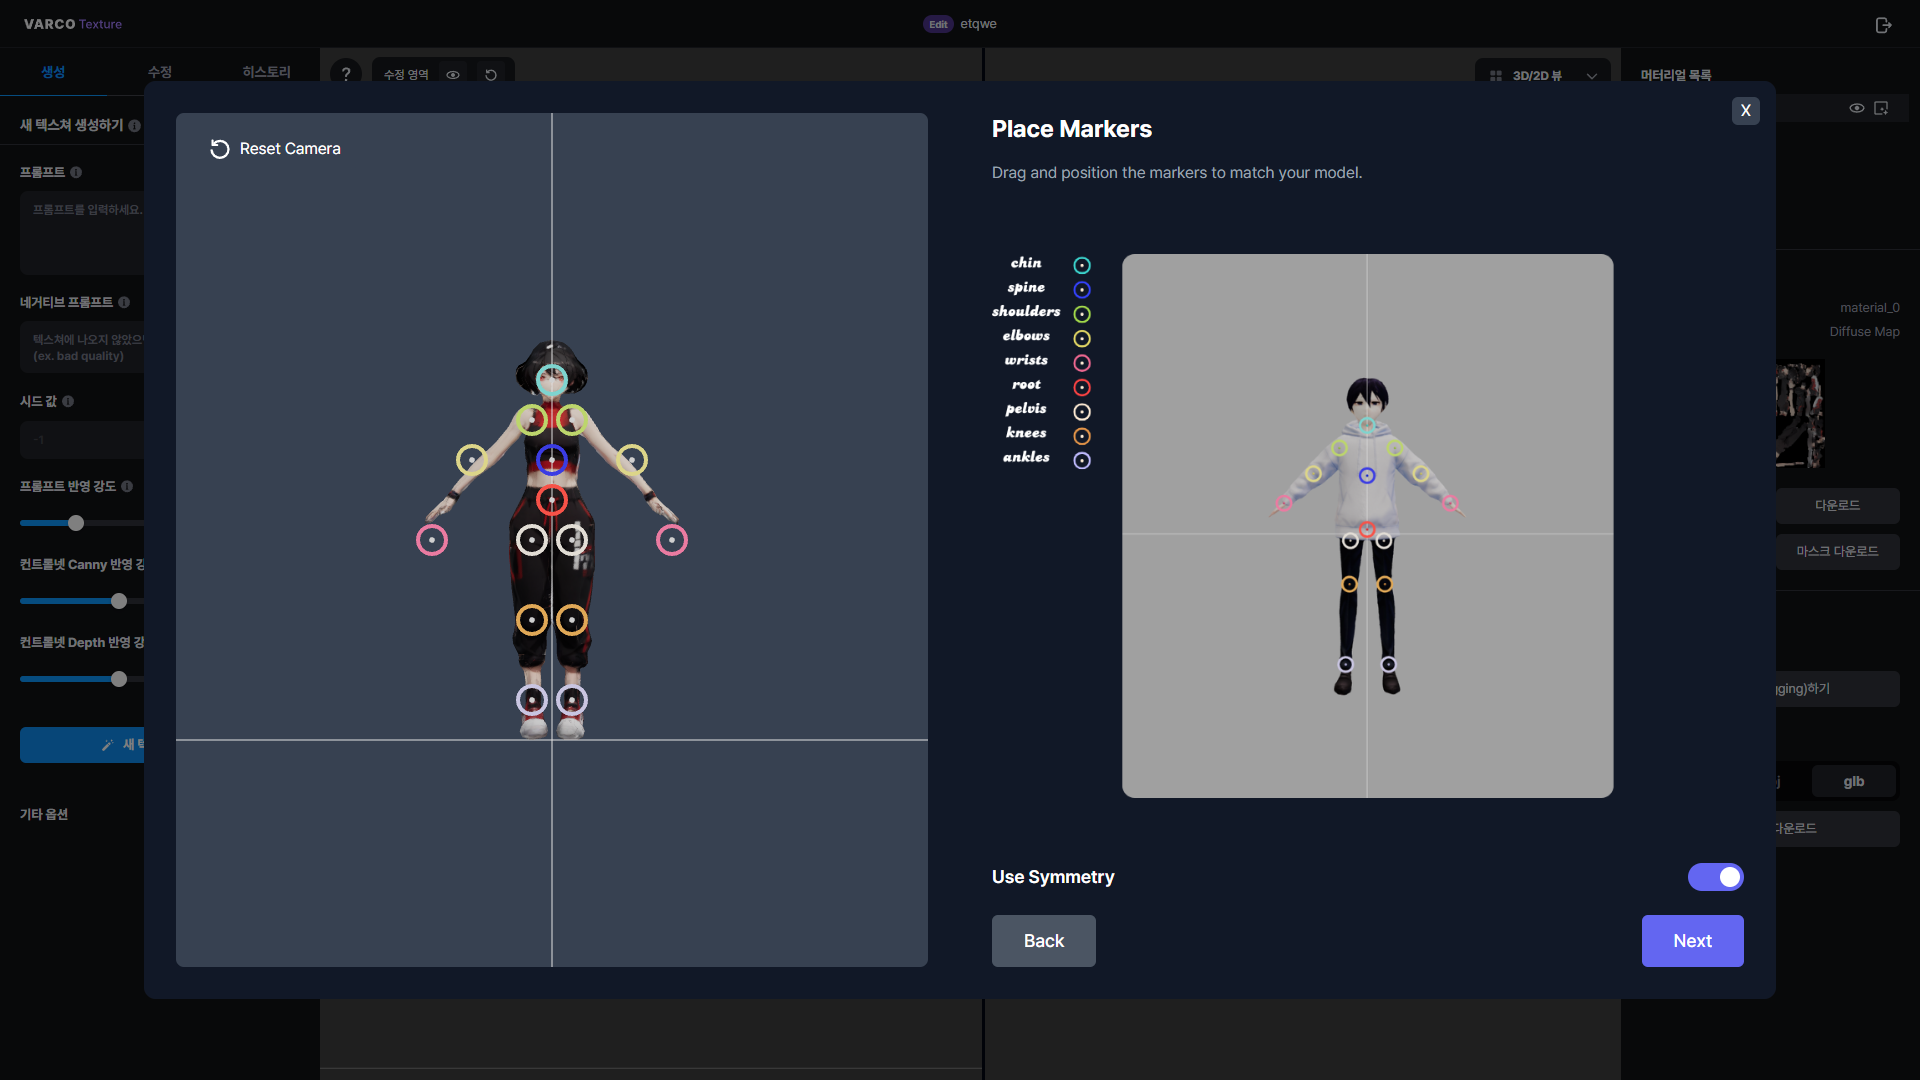 VARCO Texture
Edit etqwe
생성 수정 히스토리
? 수정 영역
3D/2D 뷰
머터리얼 목록
새 텍스쳐 생성하기
프롬프트
프롬프트를 입력하세요.
네거티브 프롬프트
텍스쳐에 나오지 않았으
(ex. bad quality)
시드 값
-1
프롬프트 반영 강도
컨트롤넷 Canny 반영 강
컨트롤넷 Depth 반영 강
새 텍
기타 옵션
Reset Camera
Place Markers
X
Drag and position the markers to match your model.
chin
spine
shoulders
elbows
wrists
root
pelvis
knees
ankles
Use Symmetry
Back
Next
material_0
Diffuse Map
다운로드
마스크 다운로드
gging)하기
j glb
다운로드